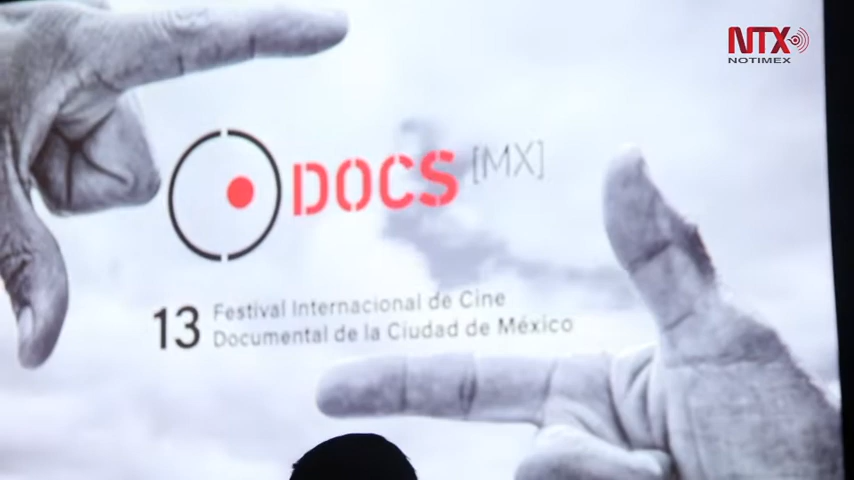 NTX
NOTIMEX
DOCS [MX]
13 Festival Internacional de Cine
Documental de la Ciudad de México